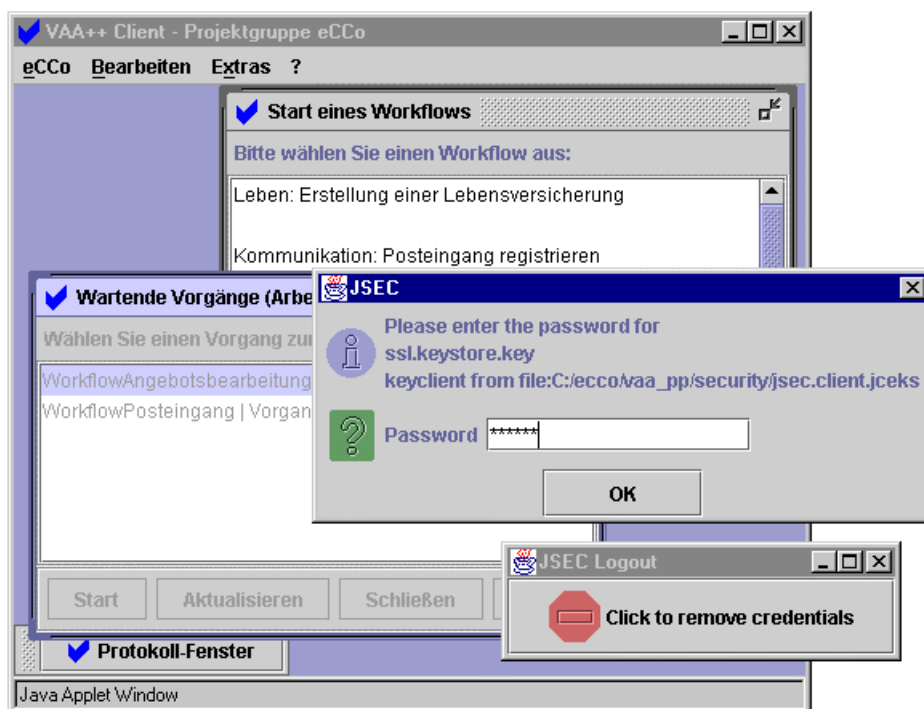 VAA++ Client - Projektgruppe eCCo
eCCo Bearbeiten Extras ?
Start eines Workflows
Bitte wählen Sie einen Workflow aus:
Leben: Erstellung einer Lebensversicherung
Kommunikation: Posteingang registrieren
JSEC
Please enter the password for
ssl.keystore.key
keyclient from file:C:/ecco/vaa_pp/security/jsec.client.jceks
Password ******
OK
Wartende Vorgänge (Arbe
Wählen Sie einen Vorgang zu
WorkflowAngebotsbearbeitung
WorkflowPosteingang | Vorgan
Start Aktualisieren Schließen
JSEC Logout
Click to remove credentials
Protokoll-Fenster
Java Applet Window